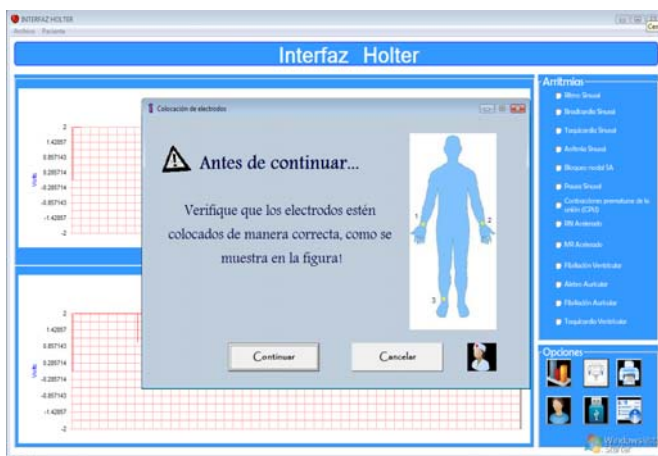 INTERFAZ HOLTER
Archivo Paciente
Interfaz Holter
Colocación de electrodos
Antes de continuar...
Verifique que los electrodos estén
colocados de manera correcta, como se
muestra en la figura!
1
2
3
Continuar
Cancelar
Volts
2
1.42857
0.857143
0.285714
-0.285714
-0.857143
-1.42857
-2
Volts
2
1.42857
0.857143
0.285714
-0.285714
-0.857143
-1.42857
-2
Arritmias
Ritmo Sinusal
Bradicardia Sinusal
Taquicardia Sinusal
Arritmia Sinusal
Bloqueo nodal SA
Pausa Sinusal
Contracciones prematuras de la
unión (CPU)
RN Acelerado
MR Acelerado
Fibrilación Ventricular
Aleteo Auricular
Fibrilación Auricular
Taquicardia Ventricular
Opciones
Starter